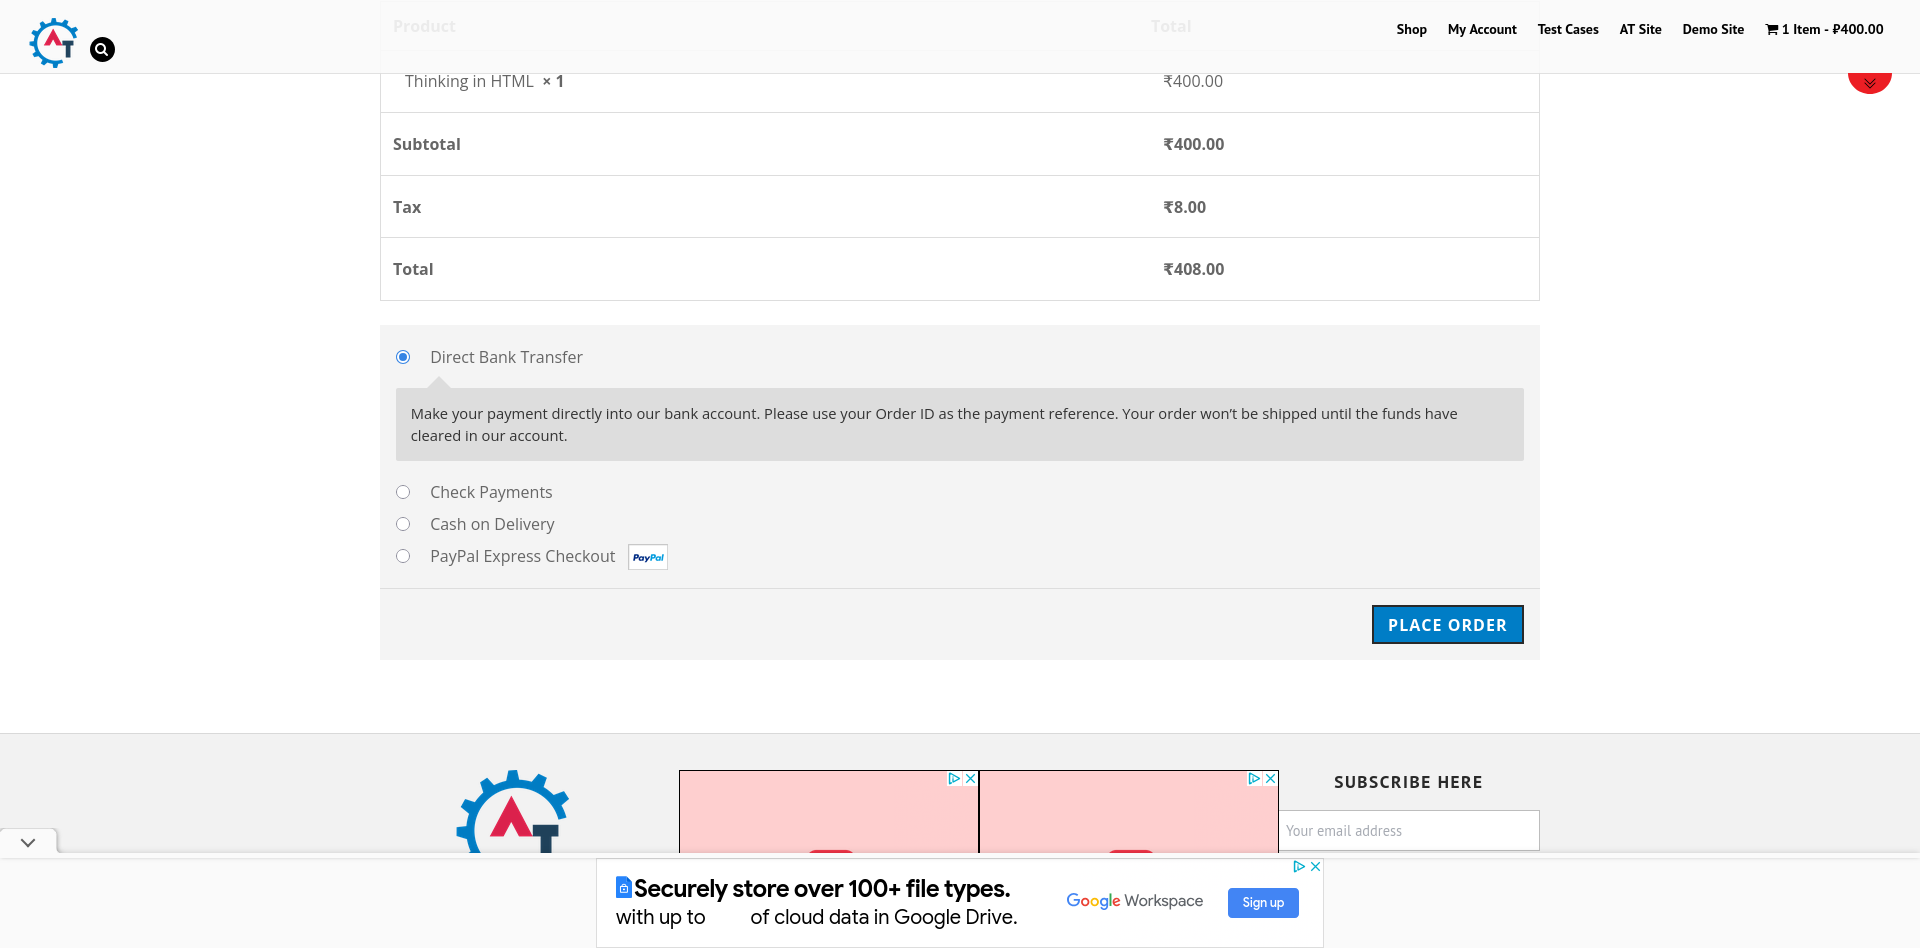 Product Total
Shop My Account Test Cases AT Site Demo Site 1 Item - ₽400.00
AT
Thinking in HTML × 1 ₹400.00
Subtotal ₹400.00
Tax ₹8.00
Total ₹408.00
Direct Bank Transfer
Make your payment directly into our bank account. Please use your Order ID as the payment reference. Your order won’t be shipped until the funds have
cleared in our account.
Check Payments
Cash on Delivery
PayPal Express Checkout PayPal
PLACE ORDER
AT
SUBSCRIBE HERE
Your email address
Securely store over 100+ file types.
with up to of cloud data in Google Drive.
Google Workspace
Sign up